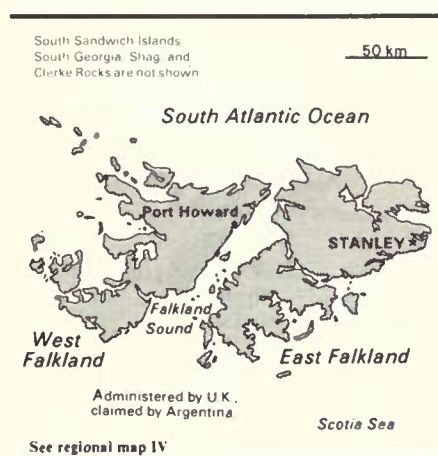 South Sandwich Islands,
South Georgia, Shag, and
Clerke Rocks are not shown
50 km
South Atlantic Ocean
Port Howard
STANLEY
Falkland
Sound
West
Falkland
East Falkland
Administered by U.K.,
claimed by Argentina
Scotia Sea
See regional map IV